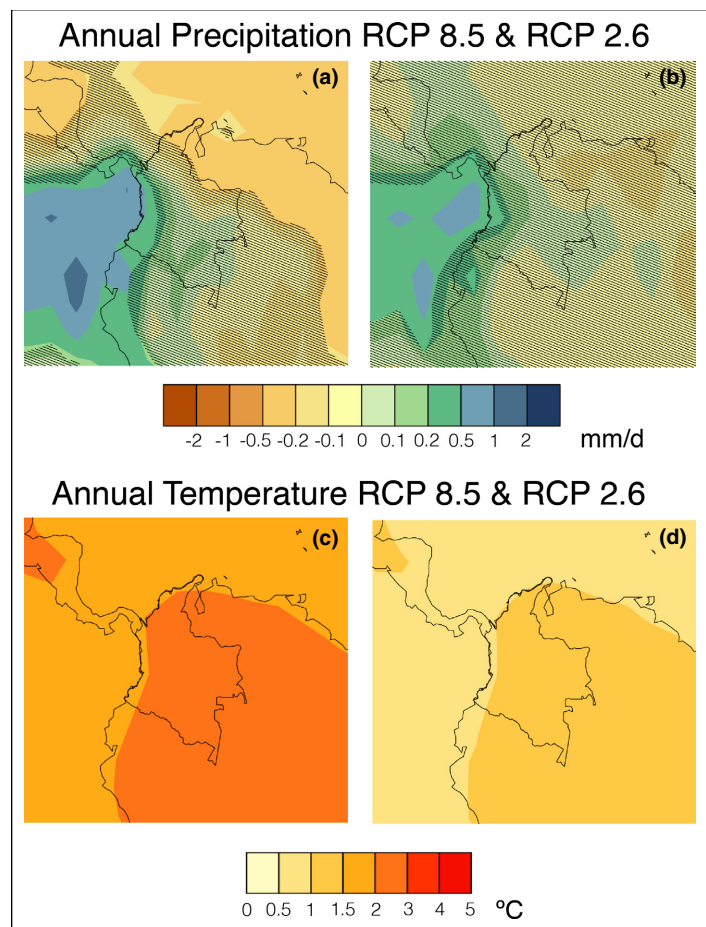 Annual Precipitation RCP 8.5 & RCP 2.6
(a) (b)
-2 -1 -0.5 -0.2 -0.1 0 0.1 0.2 0.5 1 2 mm/d
Annual Temperature RCP 8.5 & RCP 2.6
(c) (d)
0 0.5 1 1.5 2 3 4 5 ºC